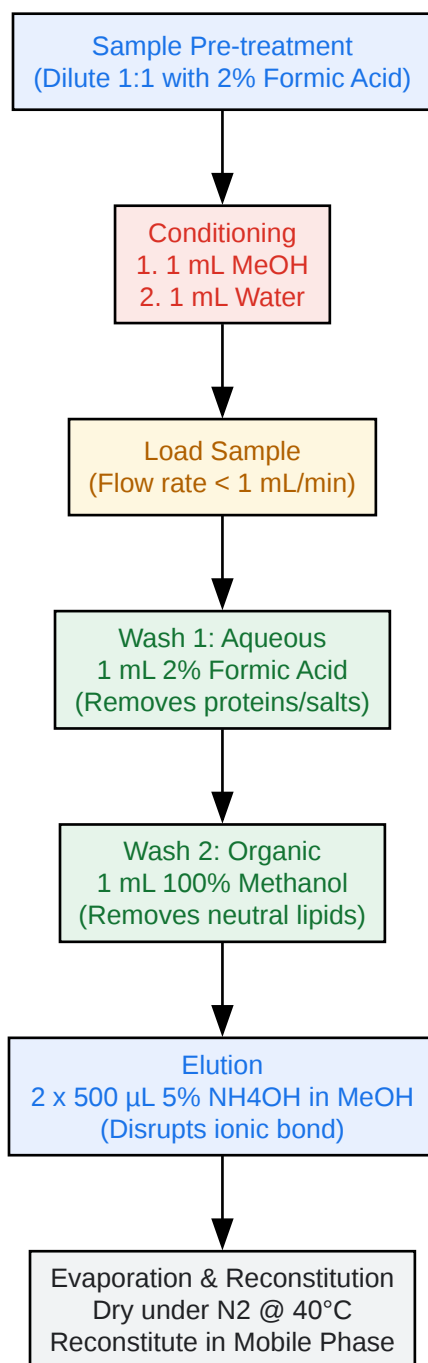 Sample Pre-treatment
(Dilute 1:1 with 2% Formic Acid)
Conditioning
1. 1 mL MeOH
2. 1 mL Water
Load Sample
(Flow rate < 1 mL/min)
Wash 1: Aqueous
1 mL 2% Formic Acid
(Removes proteins/salts)
Wash 2: Organic
1 mL 100% Methanol
(Removes neutral lipids)
Elution
2 x 500 µL 5% NH4OH in MeOH
(Disrupts ionic bond)
Evaporation & Reconstitution
Dry under N2 @ 40°C
Reconstitute in Mobile Phase